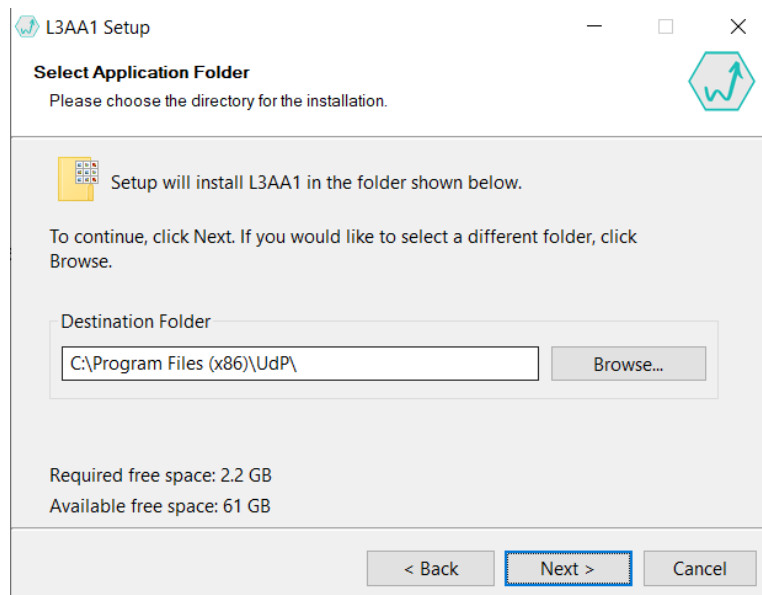 L3AA1 Setup
Select Application Folder
Please choose the directory for the installation.
Setup will install L3AA1 in the folder shown below.
To continue, click Next. If you would like to select a different folder, click
Browse.
Destination Folder
C:\Program Files (x86)\UdP\
Browse...
Required free space: 2.2 GB
Available free space: 61 GB
< Back
Next >
Cancel